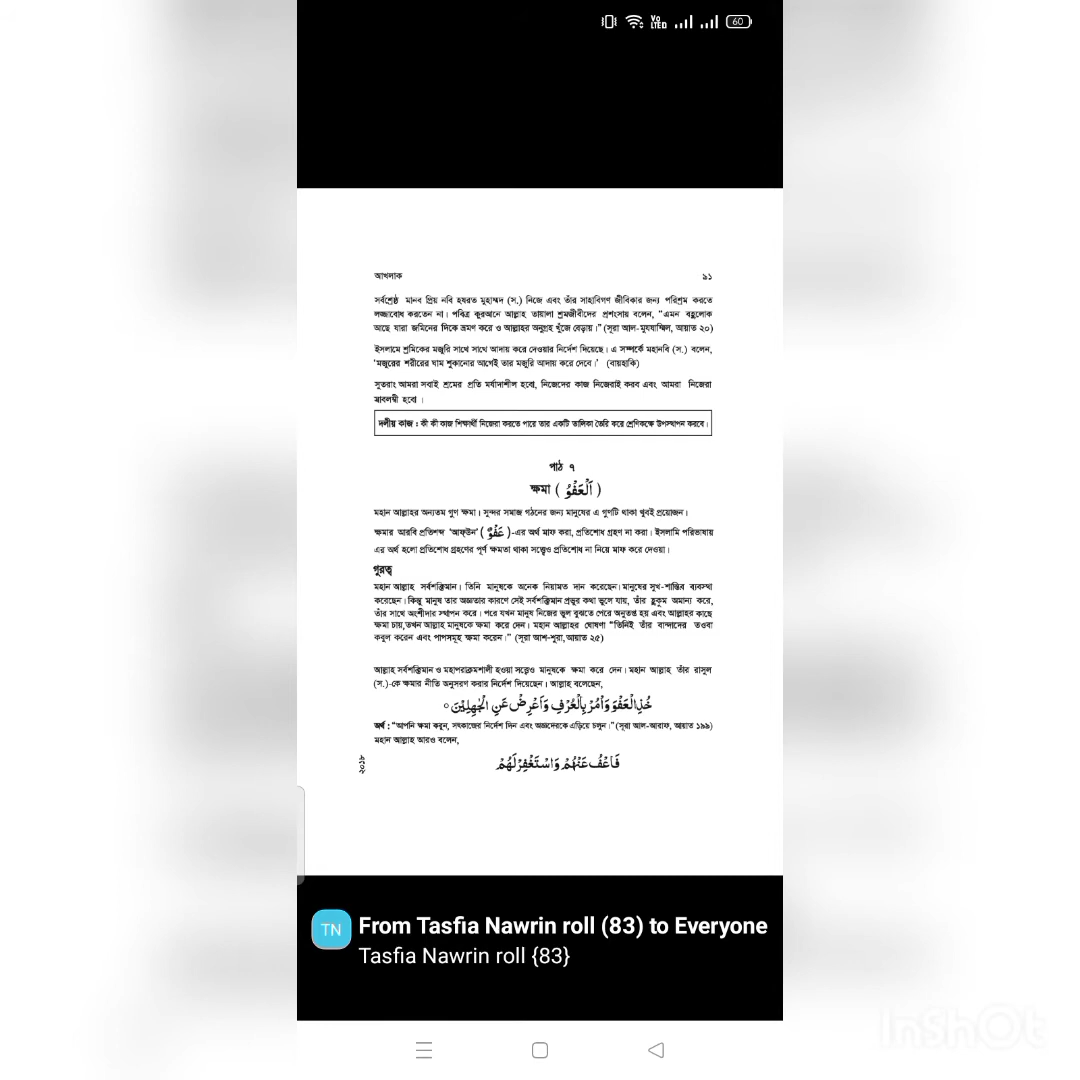 Vo
LTED
60
আখলাক
৯১
সর্বশ্রেষ্ঠ মানব প্রিয় নবি হযরত মুহাম্মদ (স.) নিজে এবং তাঁর সাহাবিগণ জীবিকার জন্য পরিশ্রম করতে
লজ্জাবোধ করতেন না। পবিত্র কুরআনে আল্লাহ তায়ালা শ্রমজীবীদের প্রশংসায় বলেন, “এমন বহুলোক
আছে যারা জমিনের দিকে ভ্রমণ করে ও আল্লাহর অনুগ্রহ খুঁজে বেড়ায়।” (সূরা আল-মুযযাম্মিল, আয়াত ২০)
ইসলামে শ্রমিকের মজুরি সাথে সাথে আদায় করে দেওয়ার নির্দেশ দিয়েছে। এ সম্পর্কে মহানবি (স.) বলেন,
‘মজুরের শরীরের ঘাম শুকানোর আগেই তার মজুরি আদায় করে দেবে।’ (বায়হাকি)
সুতরাং আমরা সবাই শ্রমের প্রতি মর্যাদাশীল হবো, নিজেদের কাজ নিজেরাই করব এবং আমরা নিজেরা
মাবলম্বী হবো ।
দলীয় কাজ : কী কী কাজ শিক্ষার্থী নিজেরা করতে পারে তার একটি তালিকা তৈরি করে শ্রেণিকক্ষে উপস্থাপন করবে।
পাঠ ৭
ক্ষমা ( اَلْعَفْوُ )
মহান আল্লাহর অন্যতম গুণ ক্ষমা। সুন্দর সমাজ গঠনের জন্য মানুষের এ গুণটি থাকা খুবই প্রয়োজন।
ক্ষমার আরবি প্রতিশব্দ ‘আফ্উন’ ( عَفْوٌ )-এর অর্থ মাফ করা, প্রতিশোধ গ্রহণ না করা। ইসলামি পরিভাষায়
এর অর্থ হলো প্রতিশোধ গ্রহণের পূর্ণ ক্ষমতা থাকা সত্ত্বেও প্রতিশোধ না নিয়ে মাফ করে দেওয়া।
গুরুত্ব
মহান আল্লাহ সর্বশক্তিমান। তিনি মানুষকে অনেক নিয়ামত দান করেছেন। মানুষের সুখ-শান্তির ব্যবস্থা
করেছেন। কিন্তু মানুষ তার অজ্ঞতার কারণে সেই সর্বশক্তিমান প্রভুর কথা ভুলে যায়, তাঁর হুকুম অমান্য করে,
তাঁর সাথে অংশীদার স্থাপন করে। পরে যখন মানুষ নিজের ভুল বুঝতে পেরে অনুতপ্ত হয় এবং আল্লাহর কাছে
ক্ষমা চায়,তখন আল্লাহ মানুষকে ক্ষমা করে দেন। মহান আল্লাহর ঘোষণা “তিনিই তাঁর বান্দাদের তওবা
কবুল করেন এবং পাপসমূহ ক্ষমা করেন।” (সূরা আশ-শুরা,আয়াত ২৫)
আল্লাহ সর্বশক্তিমান ও মহাপরাক্রমশালী হওয়া সত্ত্বেও মানুষকে ক্ষমা করে দেন। মহান আল্লাহ তাঁর রাসুল
(স.)-কে ক্ষমার নীতি অনুসরণ করার নির্দেশ দিয়েছেন। আল্লাহ বলেছেন,
خُذِ الْعَفْوَ وَأْمُرْ بِالْعُرْفِ وَاَعْرِضْ عَنِ الْجٰهِلِيْنَ ○
অর্থ : “আপনি ক্ষমা করুন, সৎকাজের নির্দেশ দিন এবং অজ্ঞদেরকে এড়িয়ে চলুন।” (সূরা আল-আরাফ, আয়াত ১৯৯)
মহান আল্লাহ আরও বলেন,
فَاعْفُ عَنْهُمْ وَاسْتَغْفِرْلَهُمْ
২০১৮
TN
From Tasfia Nawrin roll (83) to Everyone
Tasfia Nawrin roll {83}
InShOt